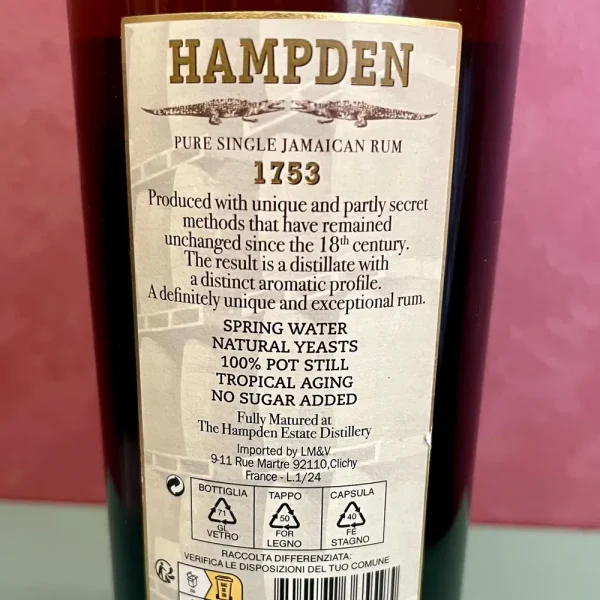 HAMPDEN
PURE SINGLE JAMAICAN RUM
1753
Produced with unique and partly secret
methods that have remained
unchanged since the 18th century.
The result is a distillate with
a distinct aromatic profile.
A definitely unique and exceptional rum.
SPRING WATER
NATURAL YEASTS
100% POT STILL
TROPICAL AGING
NO SUGAR ADDED
Fully Matured at
The Hampden Estate Distillery
Imported by LM&V
9-11 Rue Martre 92110,Clichy
France - L.1/24
BOTTIGLIA TAPPO CAPSULA
71 50 40
GL FOR FE
VETRO LEGNO STAGNO
RACCOLTA DIFFERENZIATA:
VERIFICA LE DISPOSIZIONI DEL TUO COMUNE